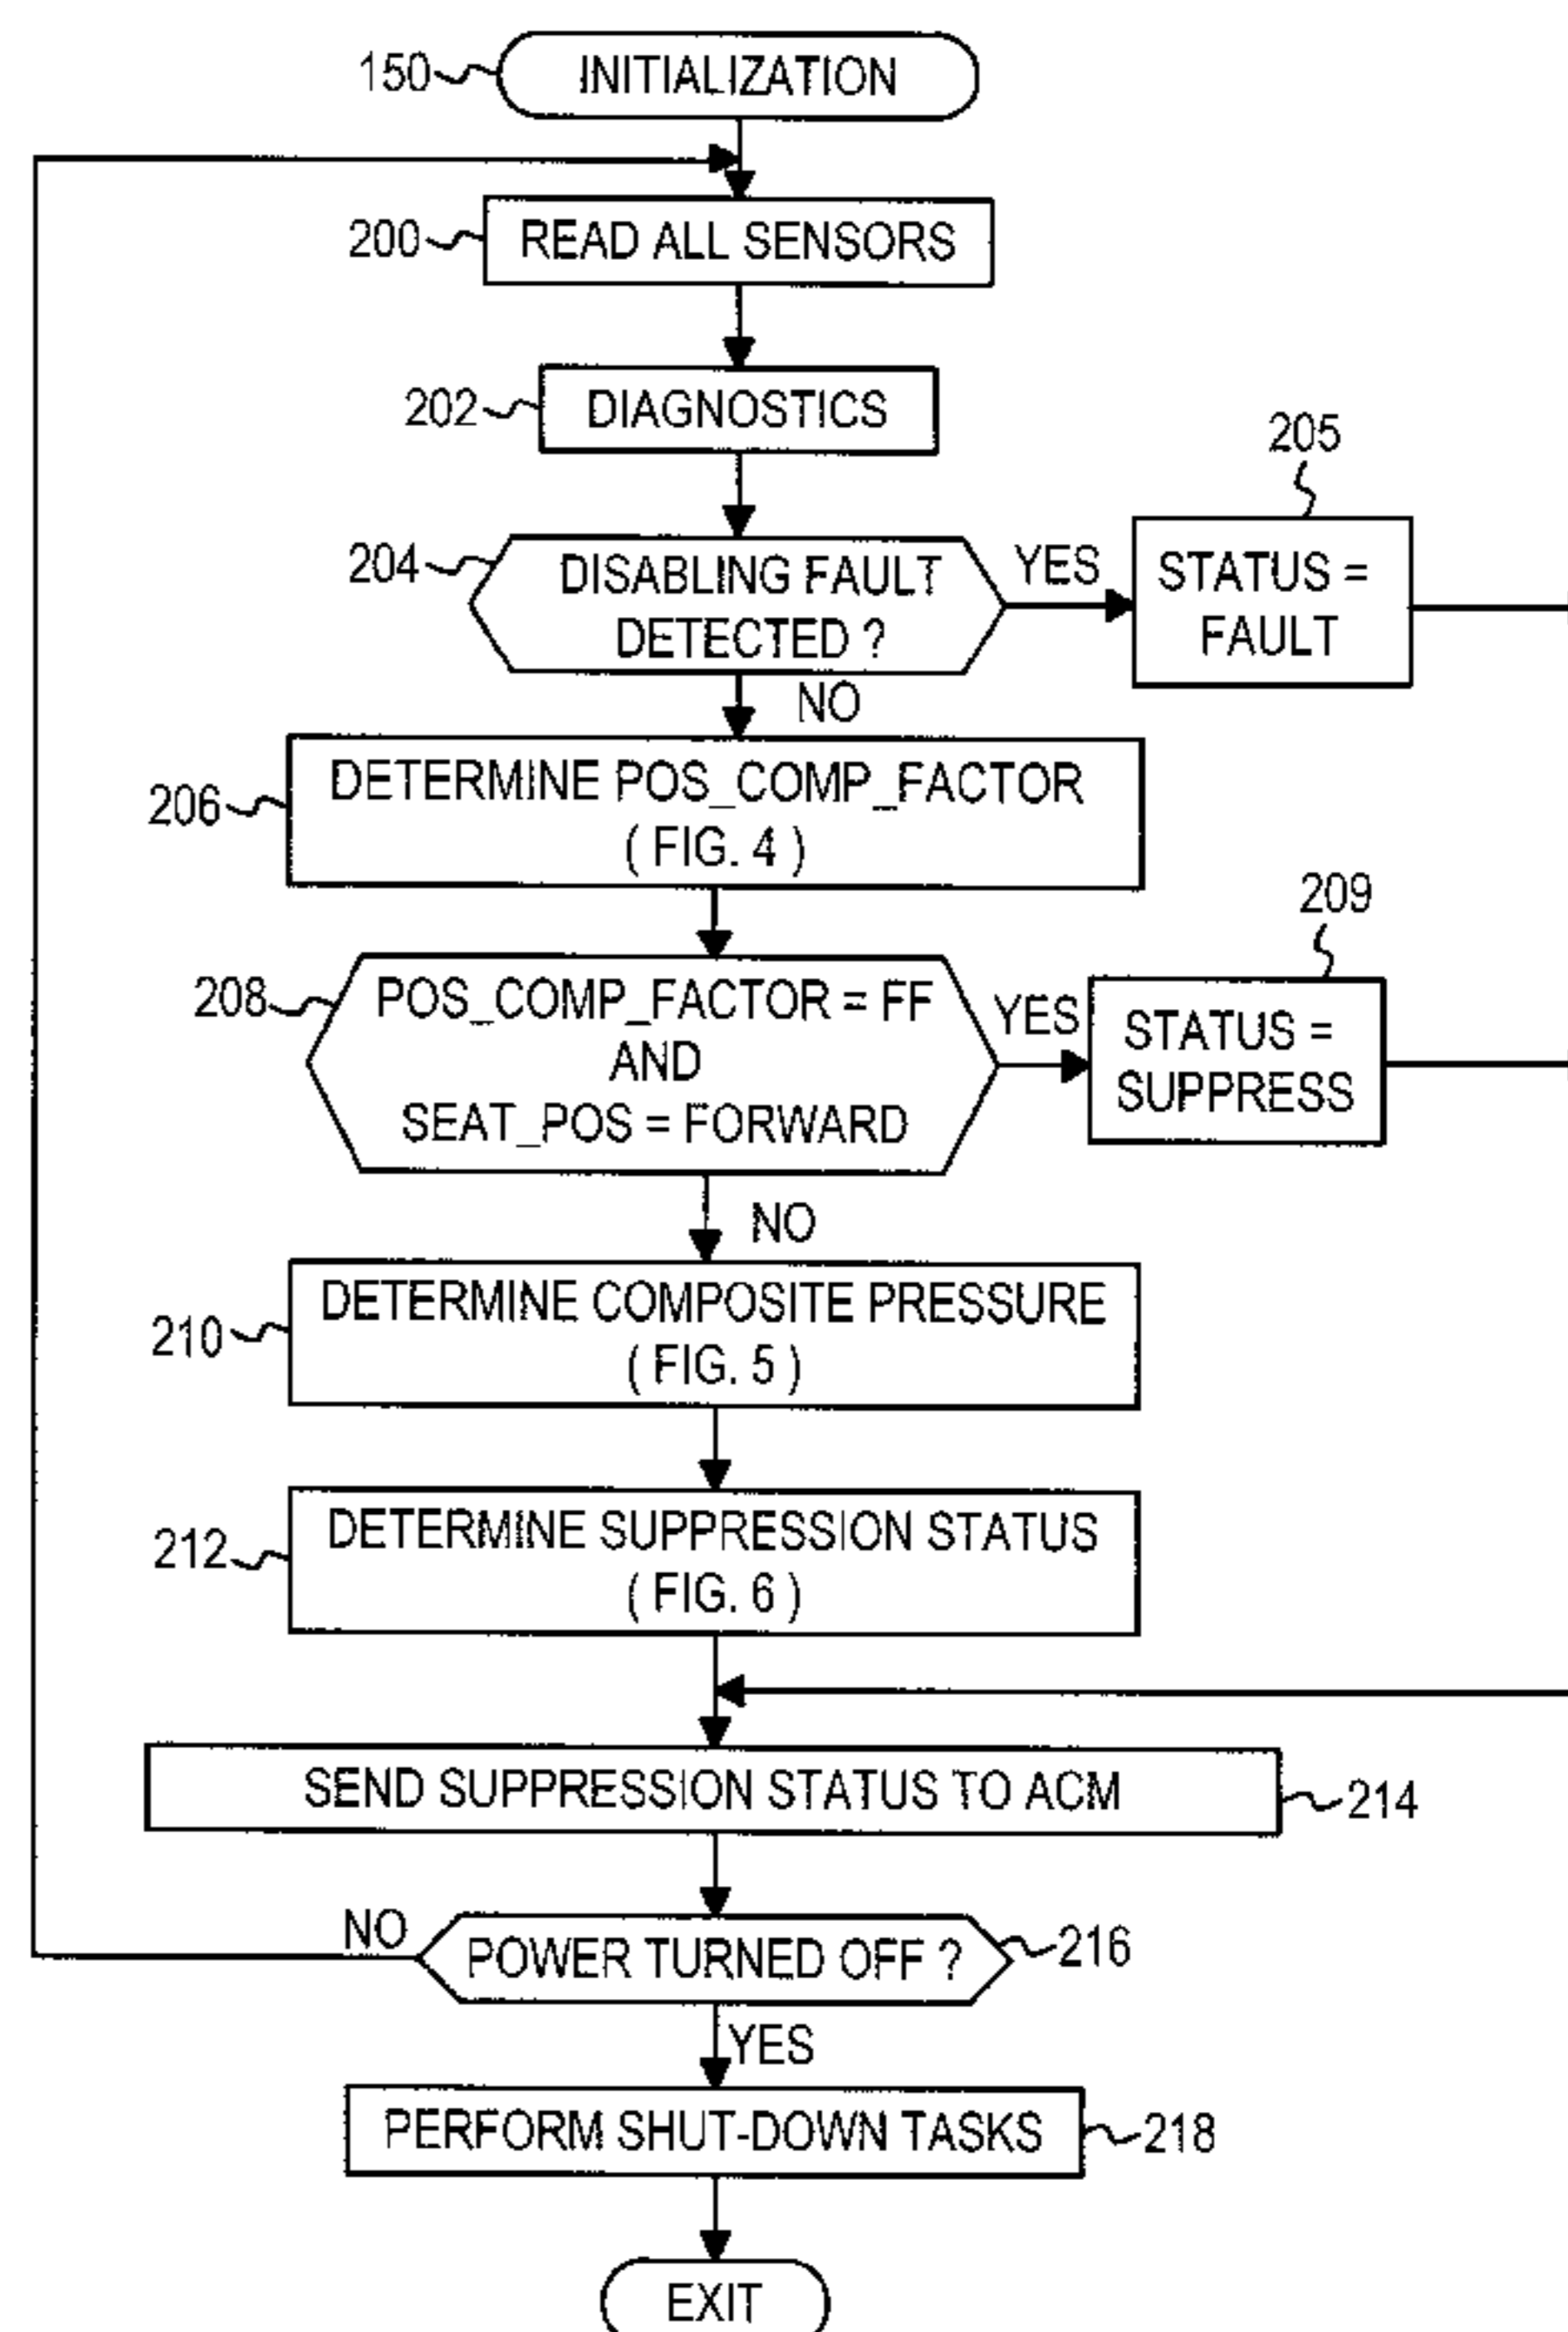 150
INITIALIZATION
200
READ ALL SENSORS
202
DIAGNOSTICS
205
204
DISABLING FAULT
DETECTED ?
YES
STATUS =
FAULT
NO
206
DETERMINE POS_COMP_FACTOR
( FIG. 4 )
209
208
POS_COMP_FACTOR = FF
AND
SEAT_POS = FORWARD
YES
STATUS =
SUPPRESS
NO
210
DETERMINE COMPOSITE PRESSURE
( FIG. 5 )
212
DETERMINE SUPPRESSION STATUS
( FIG. 6 )
SEND SUPPRESSION STATUS TO ACM
214
NO
POWER TURNED OFF ?
216
YES
PERFORM SHUT-DOWN TASKS
218
EXIT